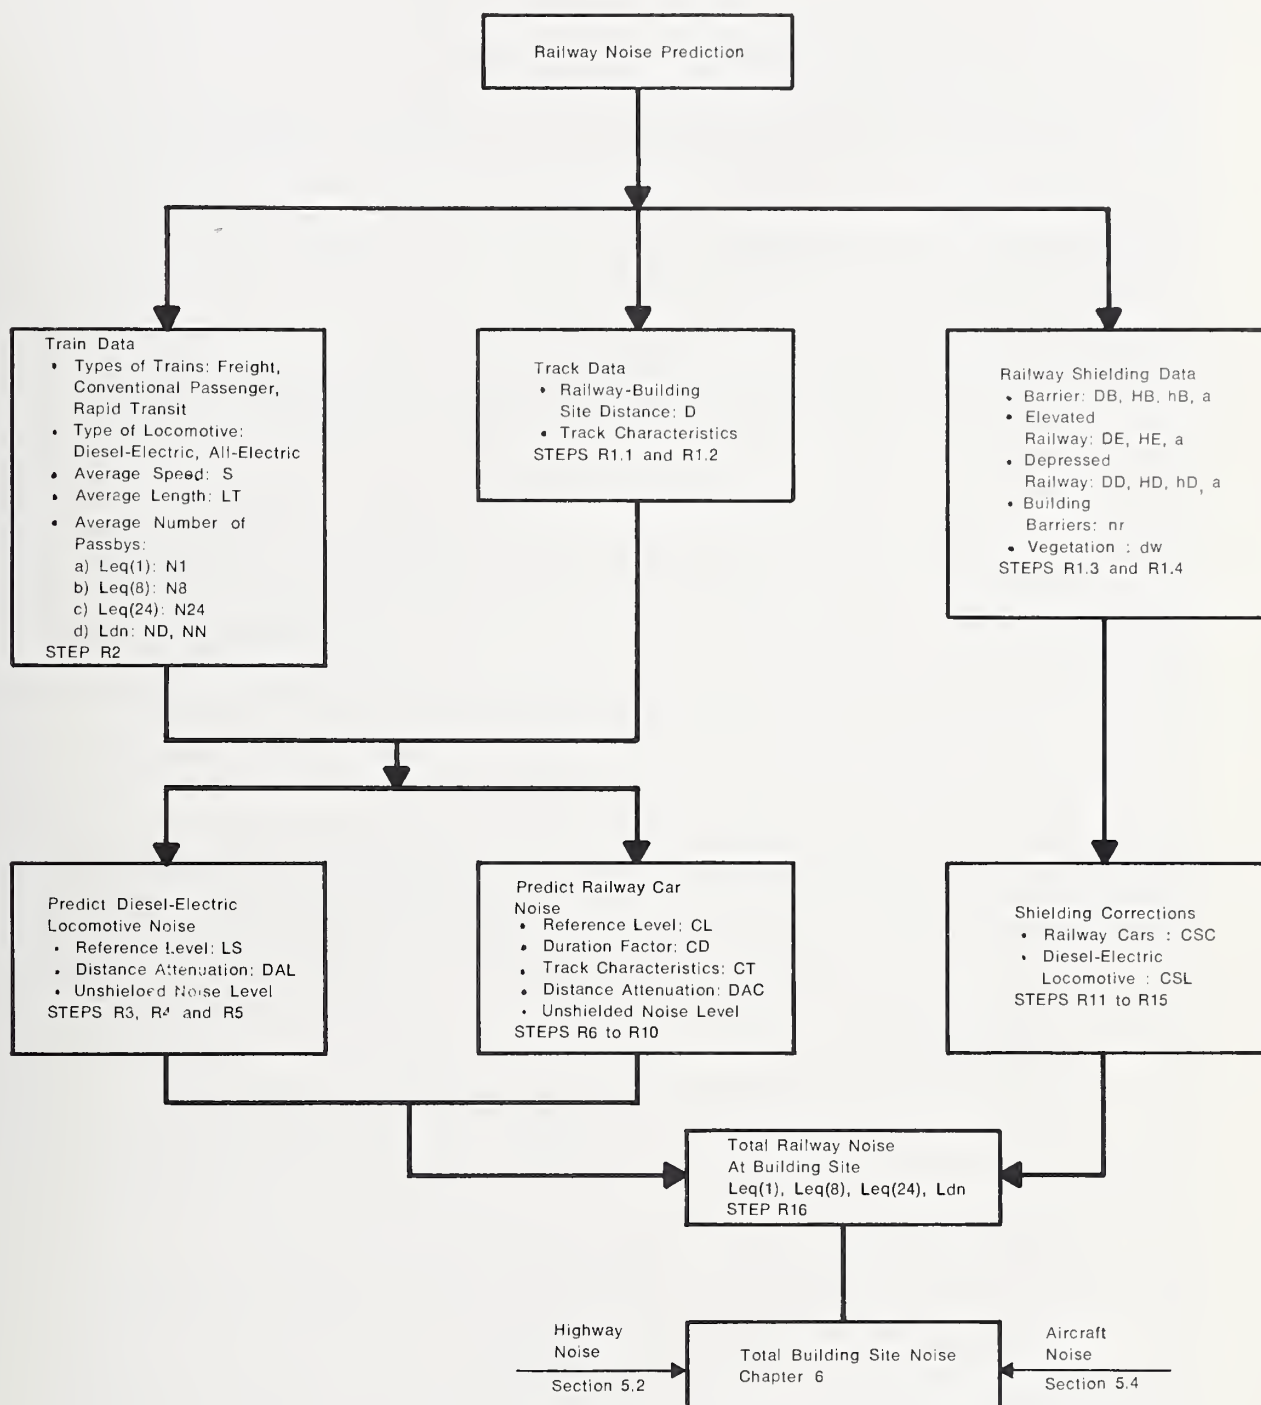 Railway Noise Prediction
Train Data
• Types of Trains: Freight,
Conventional Passenger,
Rapid Transit
• Type of Locomotive:
Diesel-Electric, All-Electric
• Average Speed: S
• Average Length: LT
• Average Number of
Passbys:
a) Leq(1): N1
b) Leq(8): N8
c) Leq(24): N24
d) Ldn: ND, NN
STEP R2
Track Data
• Railway-Building
Site Distance: D
• Track Characteristics
STEPS R1.1 and R1.2
Railway Shielding Data
• Barrier: DB, HB, hB, a
• Elevated
Railway: DE, HE, a
• Depressed
Railway: DD, HD, hD, a
• Building
Barriers: nr
• Vegetation : dw
STEPS R1.3 and R1.4
Predict Diesel-Electric
Locomotive Noise
• Reference Level: LS
• Distance Attenuation: DAL
• Unshielded Noise Level
STEPS R3, R4 and R5
Predict Railway Car
Noise
• Reference Level: CL
• Duration Factor: CD
• Track Characteristics: CT
• Distance Attenuation: DAC
• Unshielded Noise Level
STEPS R6 to R10
Shielding Corrections
• Railway Cars : CSC
• Diesel-Electric
Locomotive : CSL
STEPS R11 to R15
Total Railway Noise
At Building Site
Leq(1), Leq(8), Leq(24), Ldn
STEP R16
Highway
Noise
Section 5.2
Total Building Site Noise
Chapter 6
Aircraft
Noise
Section 5.4